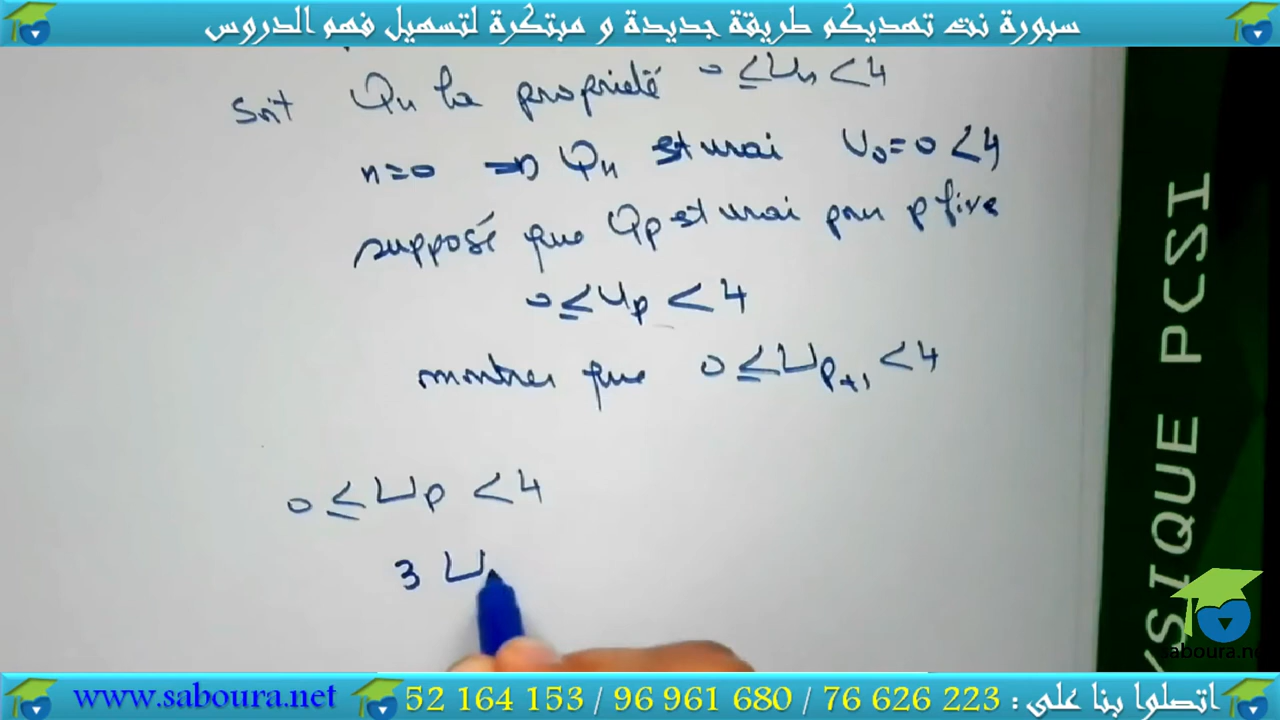 سبورة نت تهديكم طريقة جديدة و مبتكرة لتسهيل فهم الدروس
Soit Qn la proprieté 0 ≤ Un < 4
n=0 => Qn est vrai U0 = 0 < 4
supposé que Qp est vrai pour p fixe
0 ≤ Up < 4
montrer que 0 ≤ Up+1 < 4
0 ≤ Up < 4
3 U
YSIQUE PCSI
saboura.ne
www.saboura.net 52 164 153 / 96 961 680 / 76 626 223 : اتصلوا بنا على